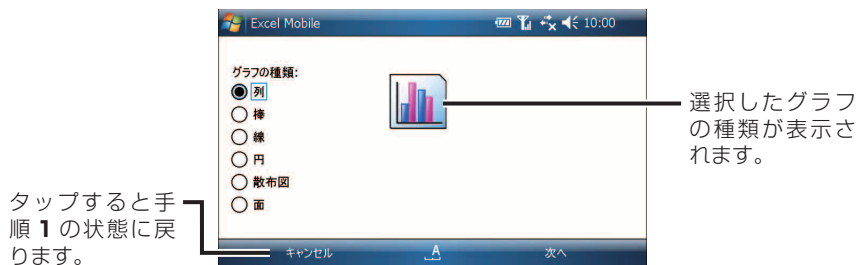 Excel Mobile 10:00
グラフの種類:
列
棒
線
円
散布図
面
キャンセル A 次へ
選択したグラフ
の種類が表示さ
れます。
タップすると手
順 1 の状態に戻
ります。